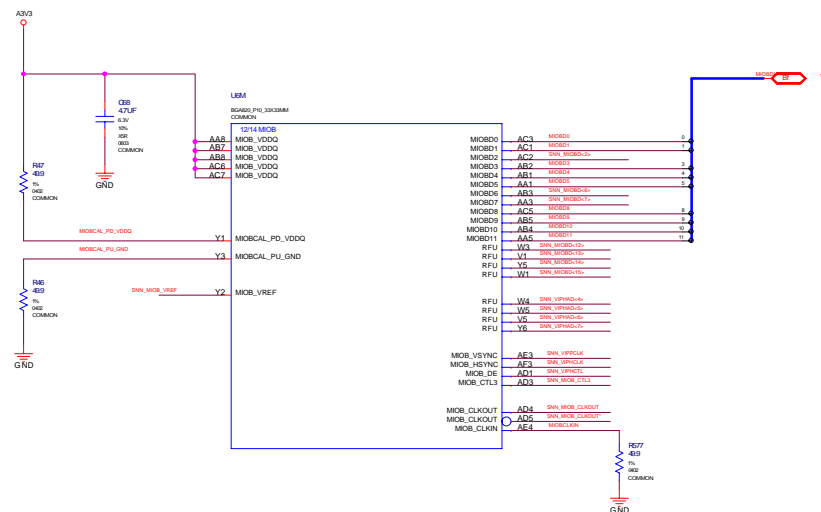 A3V3
C68
4.7UF
6.3V
10%
X5R
0603
COMMON
GND
R47
49.9
1%
0402
COMMON
MIOBCAL_PD_VDDQ
MIOBCAL_PU_GND
R46
49.9
1%
0402
COMMON
GND
SNN_MIOB_VREF
U6M
BGA820_P10_33X33MM
COMMON
12/14 MIOB
AA8 MIOB_VDDQ
AB7 MIOB_VDDQ
AB8 MIOB_VDDQ
AC6 MIOB_VDDQ
AC7 MIOB_VDDQ
Y1 MIOBCAL_PD_VDDQ
Y3 MIOBCAL_PU_GND
Y2 MIOB_VREF
MIOBD0 AC3 MIOBD0 0
MIOBD1 AC1 MIOBD1 1
MIOBD2 AC2 SNN_MIOBD<2>
MIOBD3 AB2 MIOBD3 3
MIOBD4 AB1 MIOBD4 4
MIOBD5 AA1 MIOBD5 5
MIOBD6 AB3 SNN_MIOBD<6>
MIOBD7 AA3 SNN_MIOBD<7>
MIOBD8 AC5 MIOBD8 8
MIOBD9 AB5 MIOBD9 9
MIOBD10 AB4 MIOBD10 10
MIOBD11 AA5 MIOBD11 11
RFU W3 SNN_MIOBD<12>
RFU V1 SNN_MIOBD<13>
RFU Y5 SNN_MIOBD<14>
RFU W1 SNN_MIOBD<15>
RFU W4 SNN_VIPHAD<4>
RFU W5 SNN_VIPHAD<5>
RFU V5 SNN_VIPHAD<6>
RFU Y6 SNN_VIPHAD<7>
MIOB_VSYNC AE3 SNN_VIPPCLK
MIOB_HSYNC AF3 SNN_VIPHCLK
MIOB_DE AD1 SNN_VIPHCTL
MIOB_CTL3 AD3 SNN_MIOB_CTL3
MIOB_CLKOUT AD4 SNN_MIOB_CLKOUT
MIOB_CLKOUT AD5 SNN_MIOB_CLKOUT*
MIOB_CLKIN AE4 MIOBCLKIN
R577
49.9
1%
0402
COMMON
GND
BI